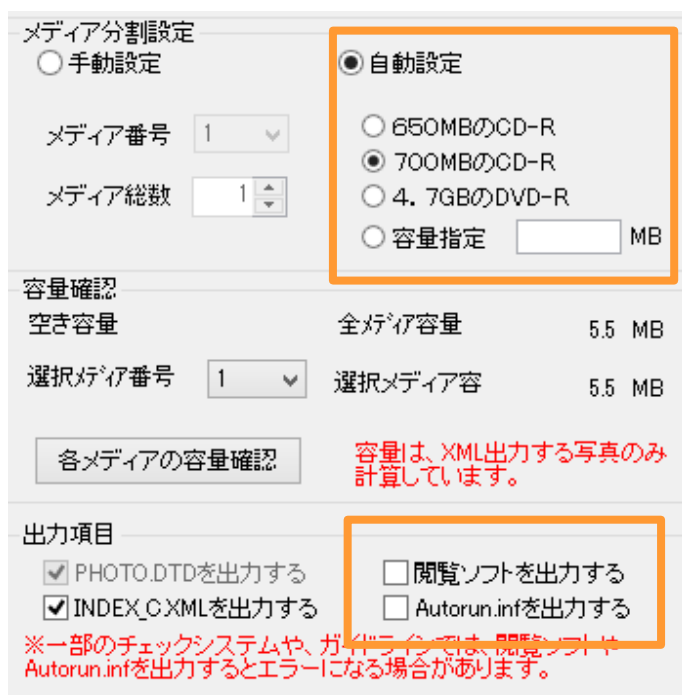 メディア分割設定
手動設定
自動設定
メディア番号 1
650MBのCD-R
700MBのCD-R
メディア総数 1
4. 7GBのDVD-R
容量指定 MB
容量確認
空き容量
全ﾒﾃﾞｨｱ容量 5.5 MB
選択ﾒﾃﾞｨｱ番号 1
選択メディア容 5.5 MB
各メディアの容量確認
容量は、XML出力する写真のみ
計算しています。
出力項目
PHOTO.DTDを出力する
閲覧ソフトを出力する
INDEX_C.XMLを出力する
Autorun.infを出力する
※一部のチェックシステムや、ガイドラインでは、閲覧ソフトや
Autorun.infを出力するとエラーになる場合があります。